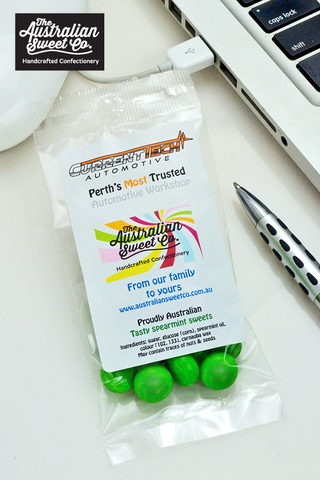 The
Australian
Sweet Co.
Handcrafted Confectionery
CURRENTTECH
AUTOMOTIVE
Perth's Most Trusted
Automotive Workshop
The
Australian
Sweet Co.
Handcrafted Confectionery
From our family
to yours
www.australiansweetco.com.au
Proudly Australian
Tasty spearmint sweets
Ingredients: sugar, glucose (corn), spearmint oil,
colour (102, 133), carnauba wax
May contain traces of nuts & seeds
caps lock
shift